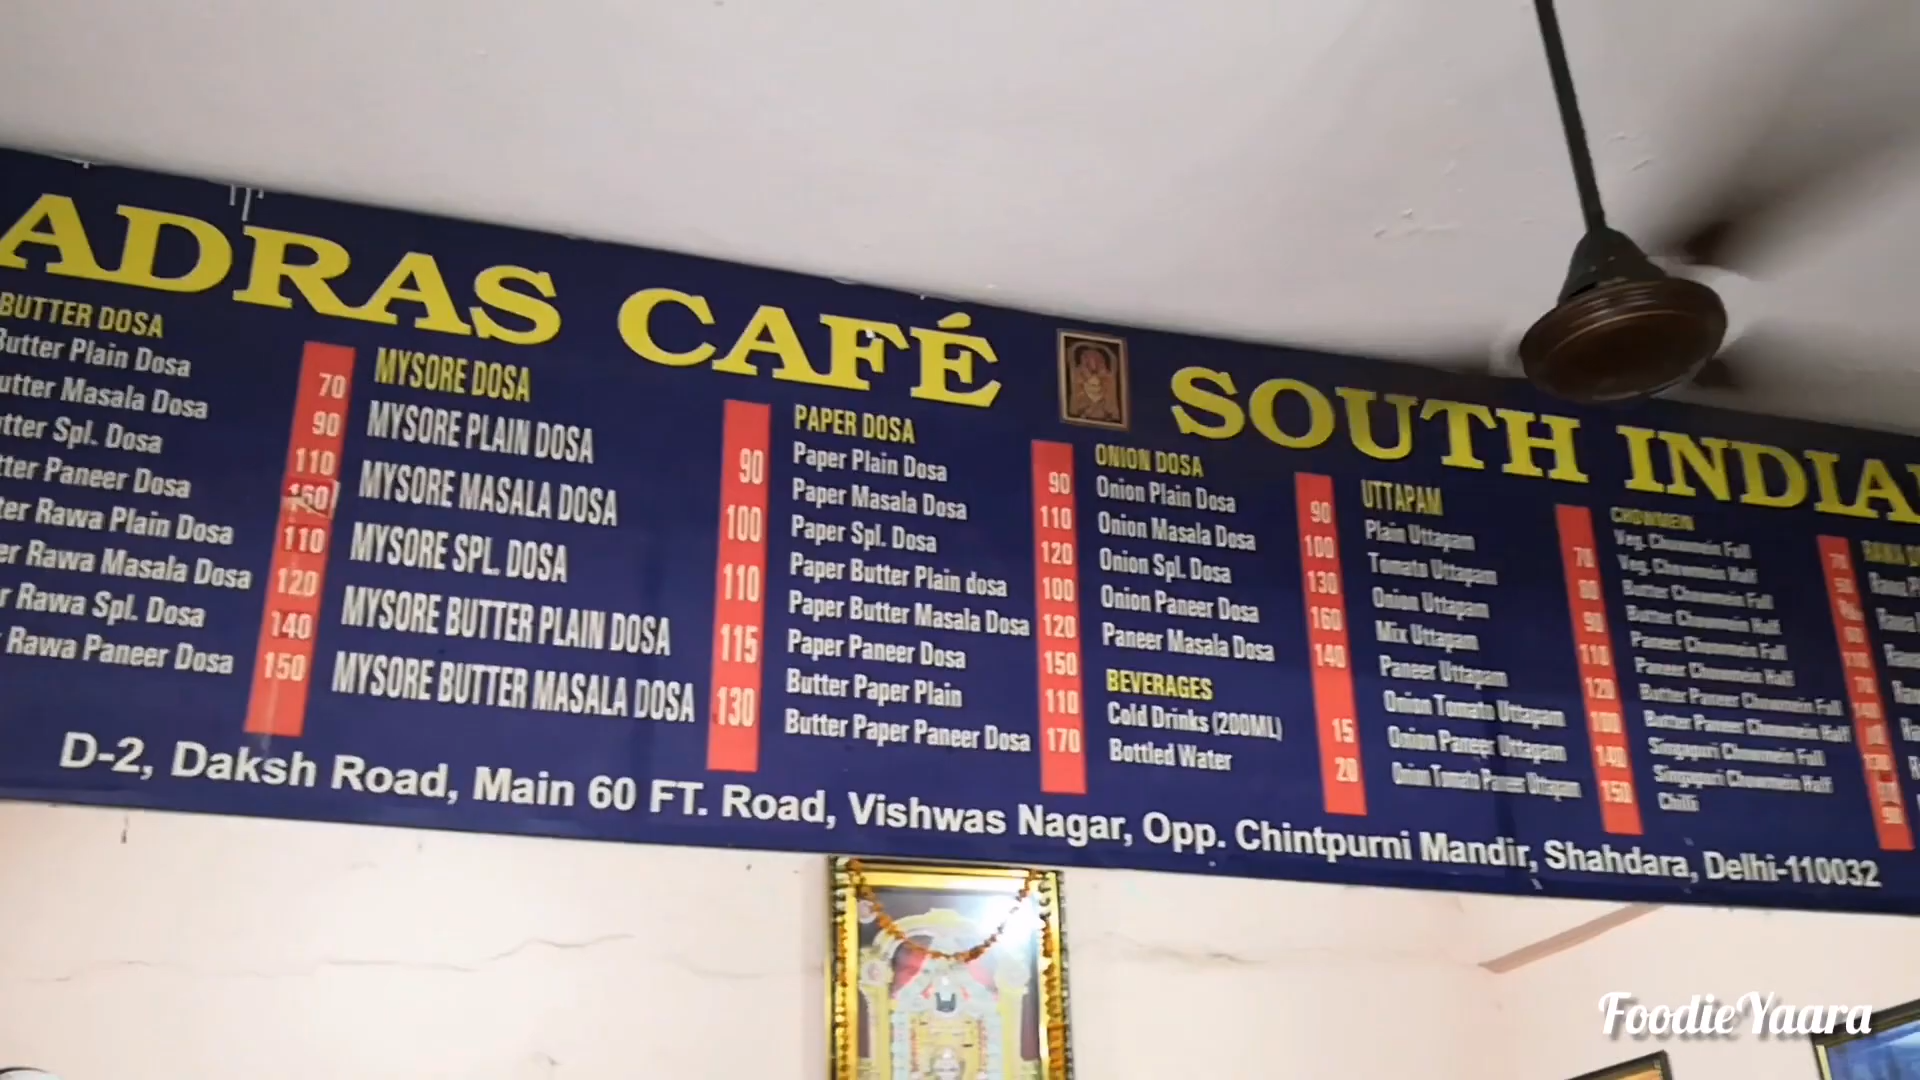 ADRAS CAFÉ SOUTH INDIA
BUTTER DOSA
Butter Plain Dosa 70
utter Masala Dosa 90
tter Spl. Dosa 110
tter Paneer Dosa 160
ter Rawa Plain Dosa 110
er Rawa Masala Dosa 120
r Rawa Spl. Dosa 140
Rawa Paneer Dosa 150
MYSORE DOSA
MYSORE PLAIN DOSA 90
MYSORE MASALA DOSA 100
MYSORE SPL. DOSA 110
MYSORE BUTTER PLAIN DOSA 115
MYSORE BUTTER MASALA DOSA 130
PAPER DOSA
Paper Plain Dosa 90
Paper Masala Dosa 110
Paper Spl. Dosa 120
Paper Butter Plain dosa 100
Paper Butter Masala Dosa 120
Paper Paneer Dosa 150
Butter Paper Plain 110
Butter Paper Paneer Dosa 170
ONION DOSA
Onion Plain Dosa 90
Onion Masala Dosa 100
Onion Spl. Dosa 130
Onion Paneer Dosa 160
Paneer Masala Dosa 140
BEVERAGES
Cold Drinks (200ML) 15
Bottled Water 20
UTTAPAM
Plain Uttapam 70
Tomato Uttapam 80
Onion Uttapam 90
Mix Uttapam 110
Paneer Uttapam 120
Onion Tomato Uttapam 100
Onion Paneer Uttapam 140
Onion Tomato Paneer Uttapam 150
CHOWMEIN
Veg. Chowmein Full 70
Veg. Chowmein Half 50
Butter Chowmein Full
Butter Chowmein Half
Paneer Chowmein Full
Paneer Chowmein Half
Butter Paneer Chowmein Full
Butter Paneer Chowmein Half
Singapuri Chowmein Full
Singapuri Chowmein Half
Chilli
RAWA
D-2, Daksh Road, Main 60 FT. Road, Vishwas Nagar, Opp. Chintpurni Mandir, Shahdara, Delhi-110032
FoodieYaara